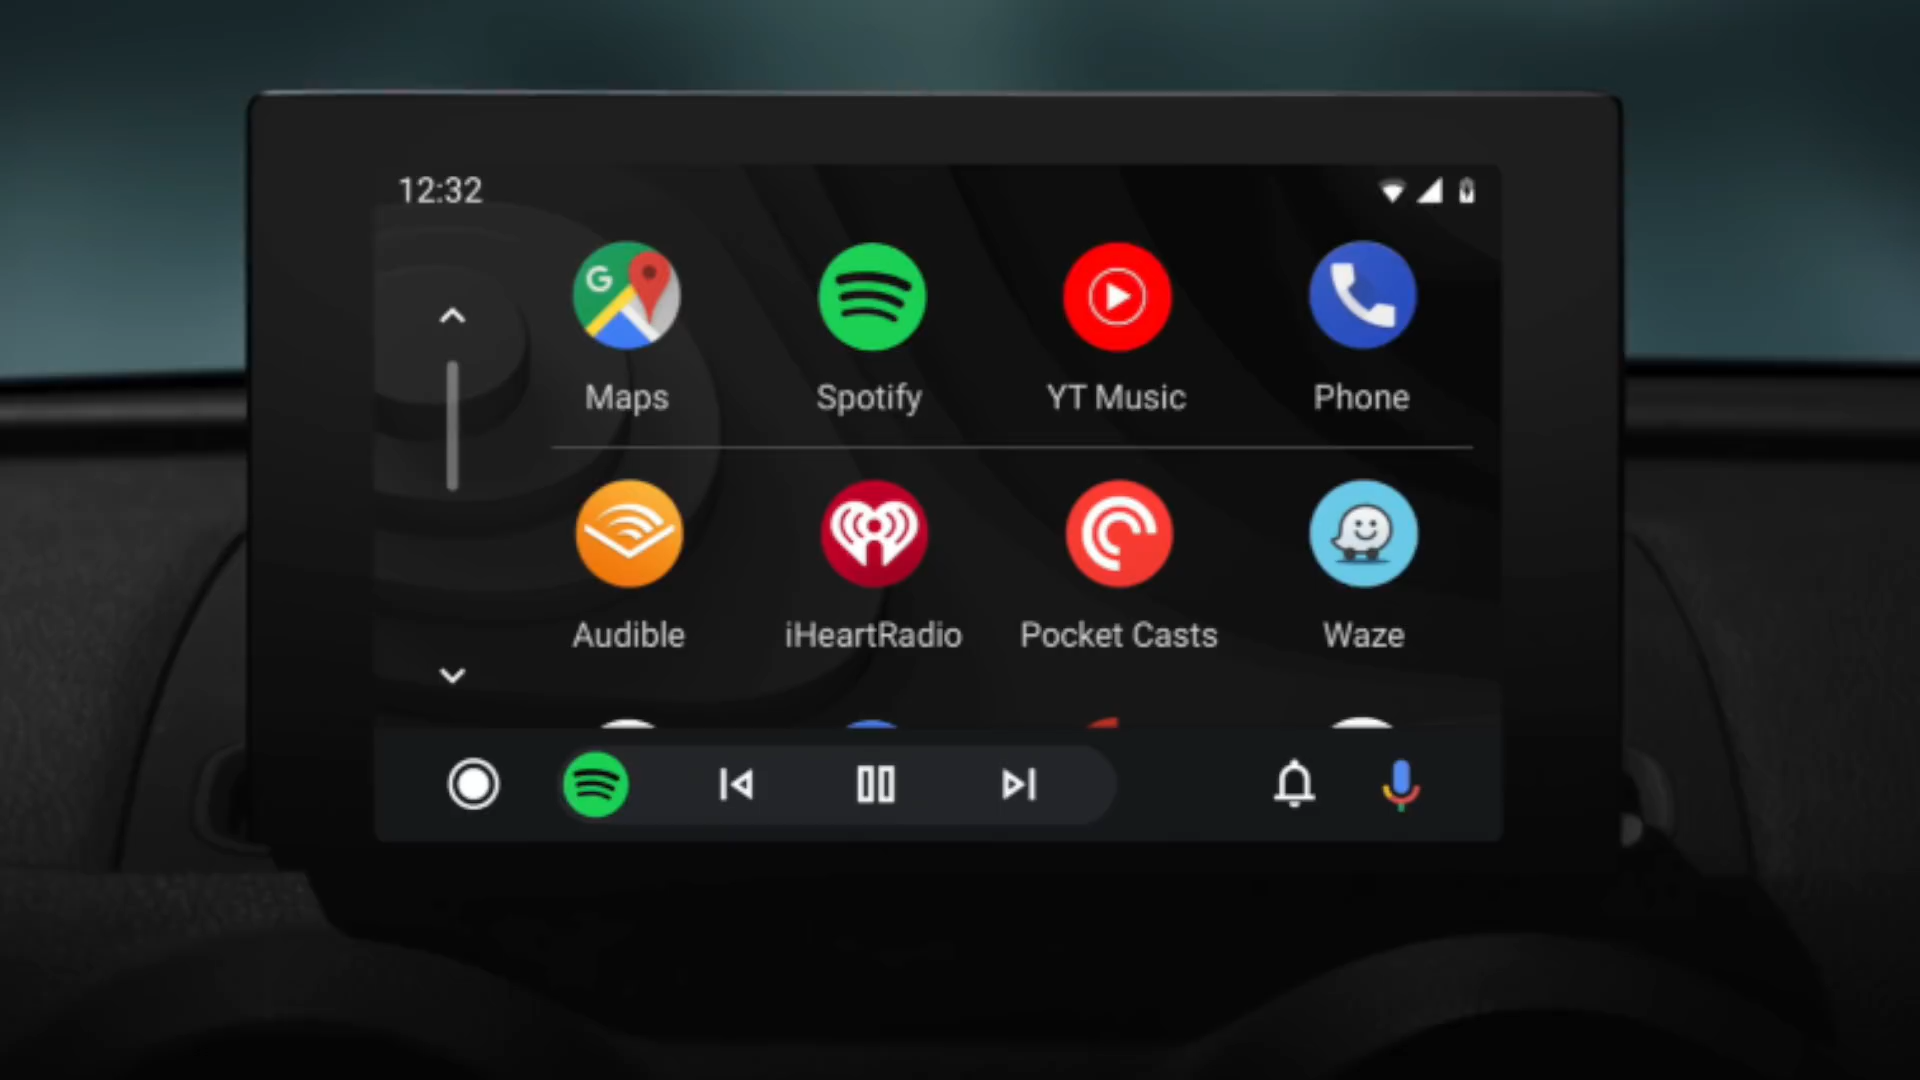 12:32
G
Maps
Spotify
YT Music
Phone
Audible
iHeartRadio
Pocket Casts
Waze